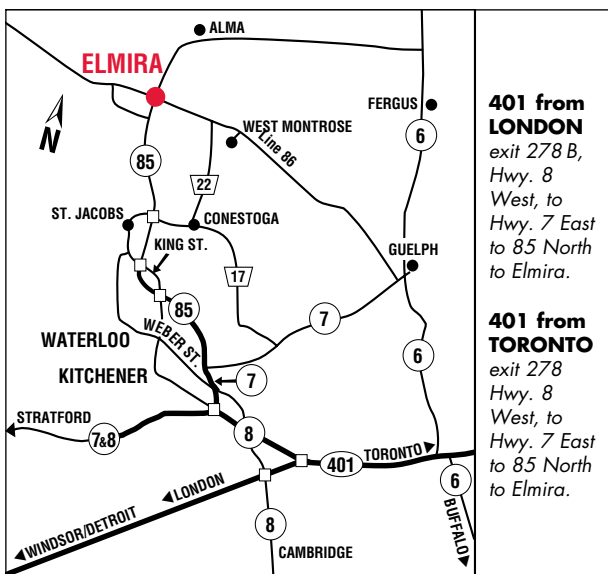 ALMA
ELMIRA
FERGUS
N
WEST MONTROSE
Line 86
6
85
22
ST. JACOBS
CONESTOGA
KING ST.
GUELPH
17
85
7
WATERLOO
WEBER ST.
6
KITCHENER
7
STRATFORD
7&8
8
TORONTO
401
LONDON
6
WINDSOR/DETROIT
8
BUFFALO
CAMBRIDGE
401 from
LONDON
exit 278 B,
Hwy. 8
West, to
Hwy. 7 East
to 85 North
to Elmira.
401 from
TORONTO
exit 278
Hwy. 8
West, to
Hwy. 7 East
to 85 North
to Elmira.